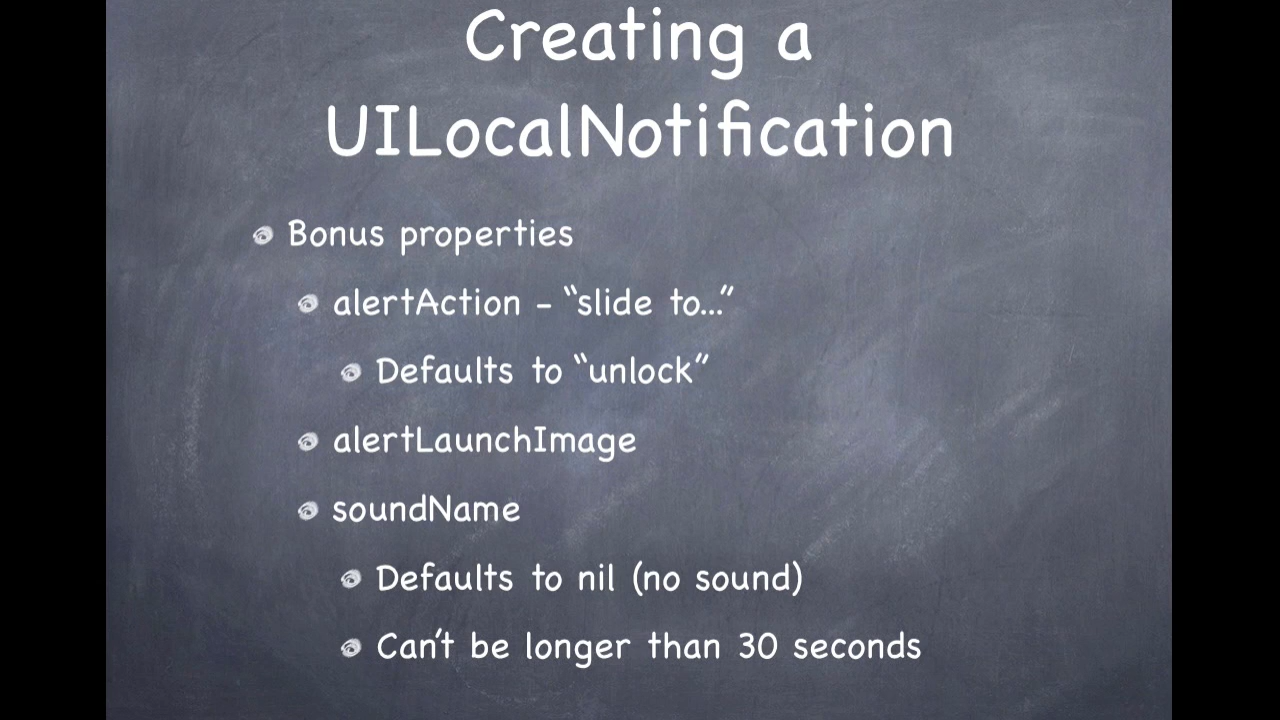 Creating a
UILocalNotification
Bonus properties
alertAction - “slide to...”
Defaults to “unlock”
alertLaunchImage
soundName
Defaults to nil (no sound)
Can’t be longer than 30 seconds